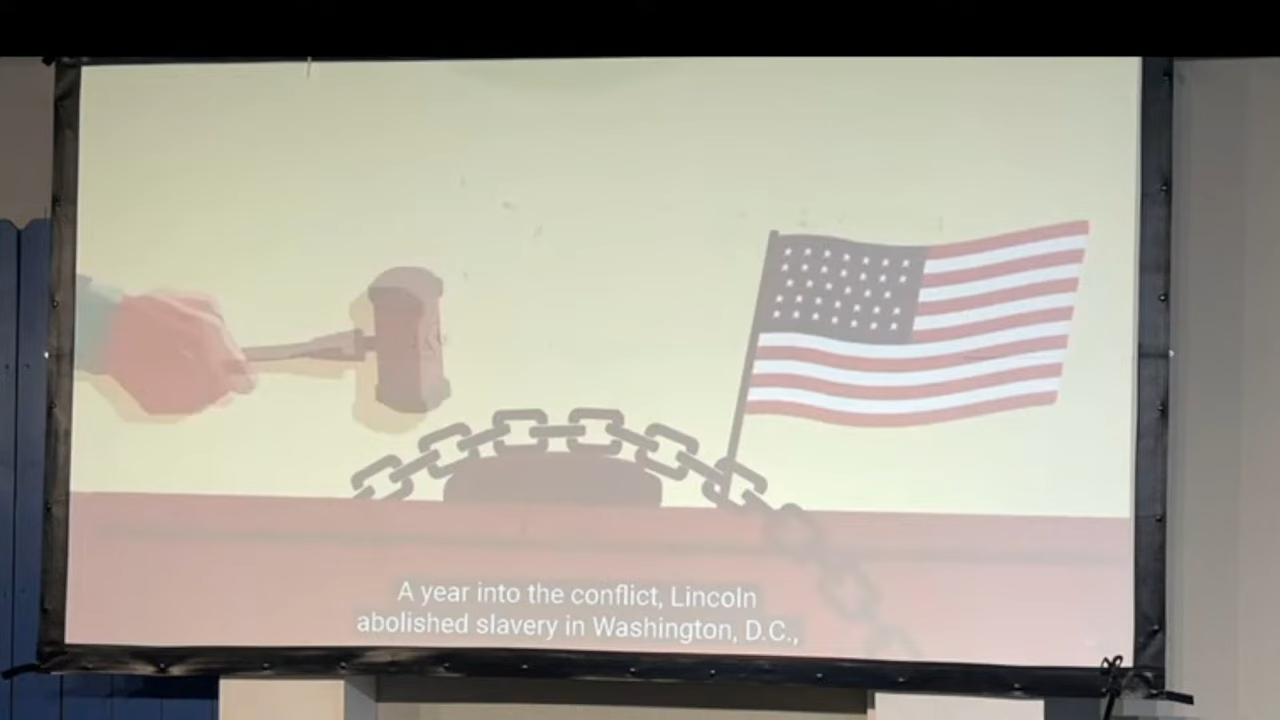 A year into the conflict, Lincoln
abolished slavery in Washington, D.C.,